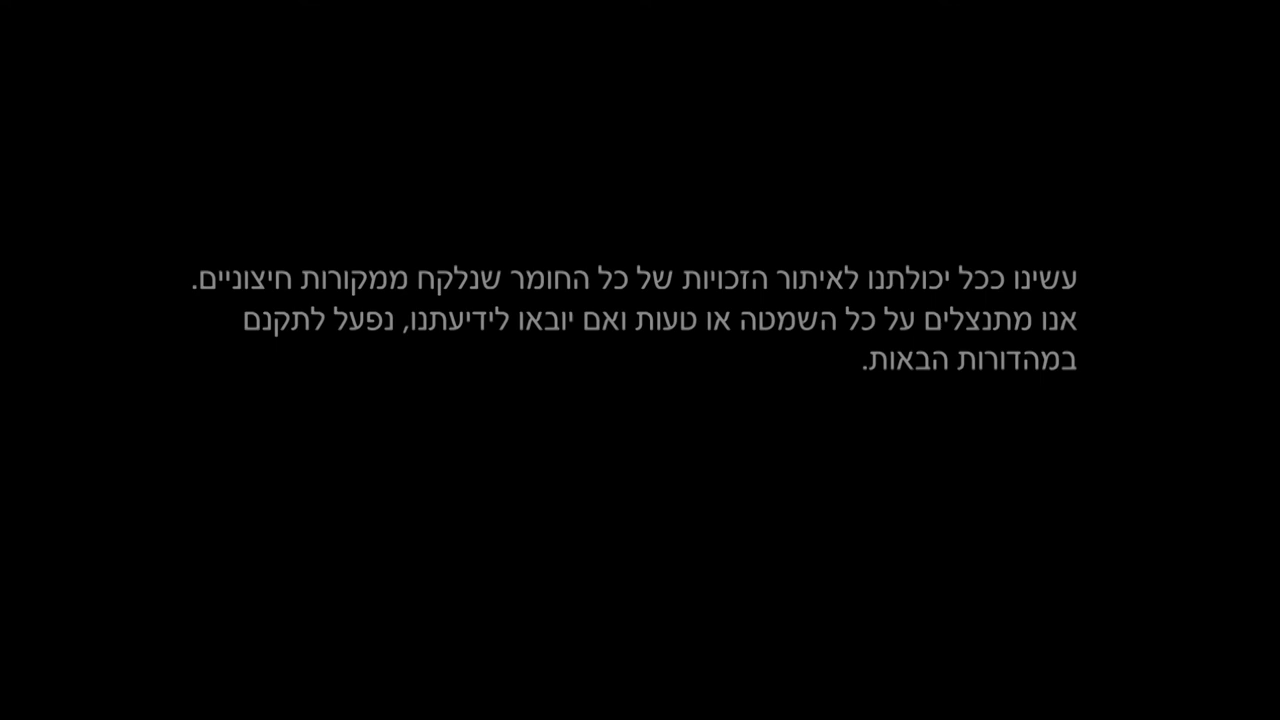 עשינו ככל יכולתנו לאיתור הזכויות של כל החומר שנלקח ממקורות חיצוניים.
אנו מתנצלים על כל השמטה או טעות ואם יובאו לידיעתנו, נפעל לתקנם
במהדורות הבאות.